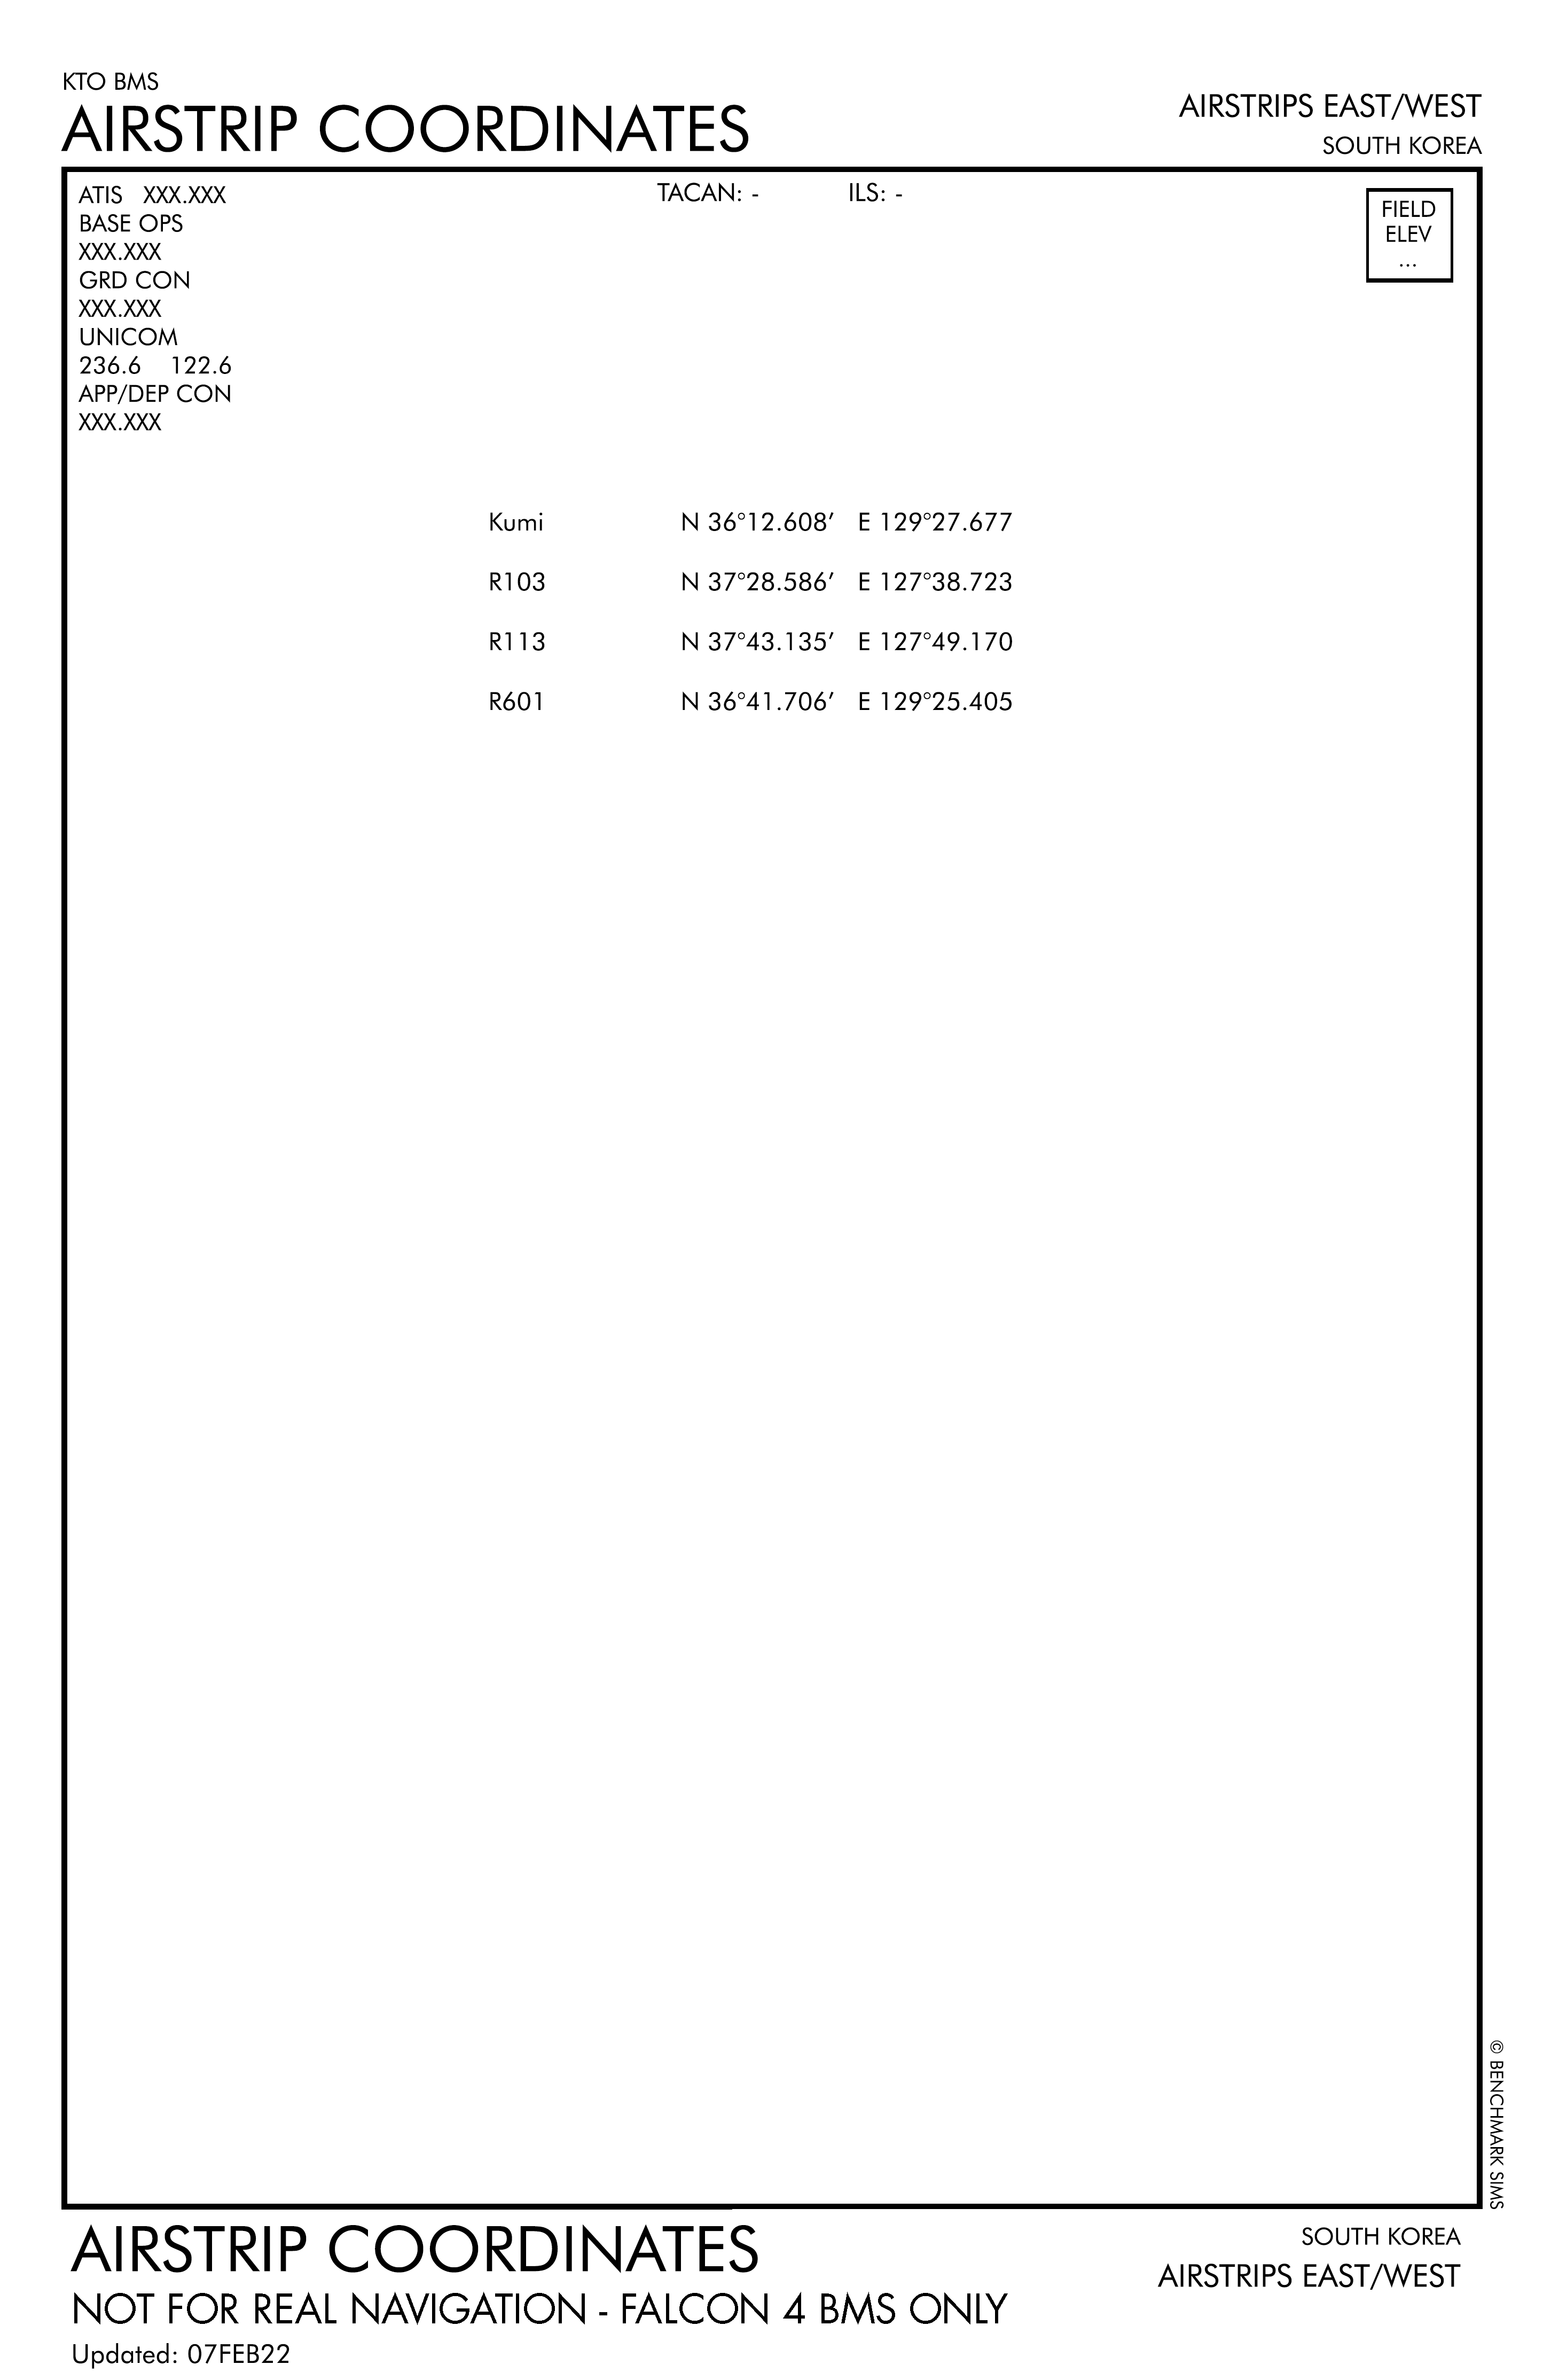 KTO BMS
AIRSTRIP COORDINATES
AIRSTRIPS EAST/WEST
SOUTH KOREA
ATIS XXX.XXX
BASE OPS
XXX.XXX
GRD CON
XXX.XXX
UNICOM
236.6 122.6
APP/DEP CON
XXX.XXX
TACAN: - ILS: -
FIELD
ELEV
...
Kumi N 36°12.608’ E 129°27.677
R103 N 37°28.586’ E 127°38.723
R113 N 37°43.135’ E 127°49.170
R601 N 36°41.706’ E 129°25.405
© BENCHMARK SIMS
AIRSTRIP COORDINATES
NOT FOR REAL NAVIGATION - FALCON 4 BMS ONLY
Updated: 07FEB22
SOUTH KOREA
AIRSTRIPS EAST/WEST